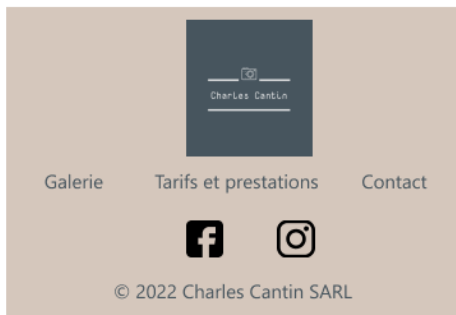 Charles Cantin
Galerie Tarifs et prestations Contact
© 2022 Charles Cantin SARL